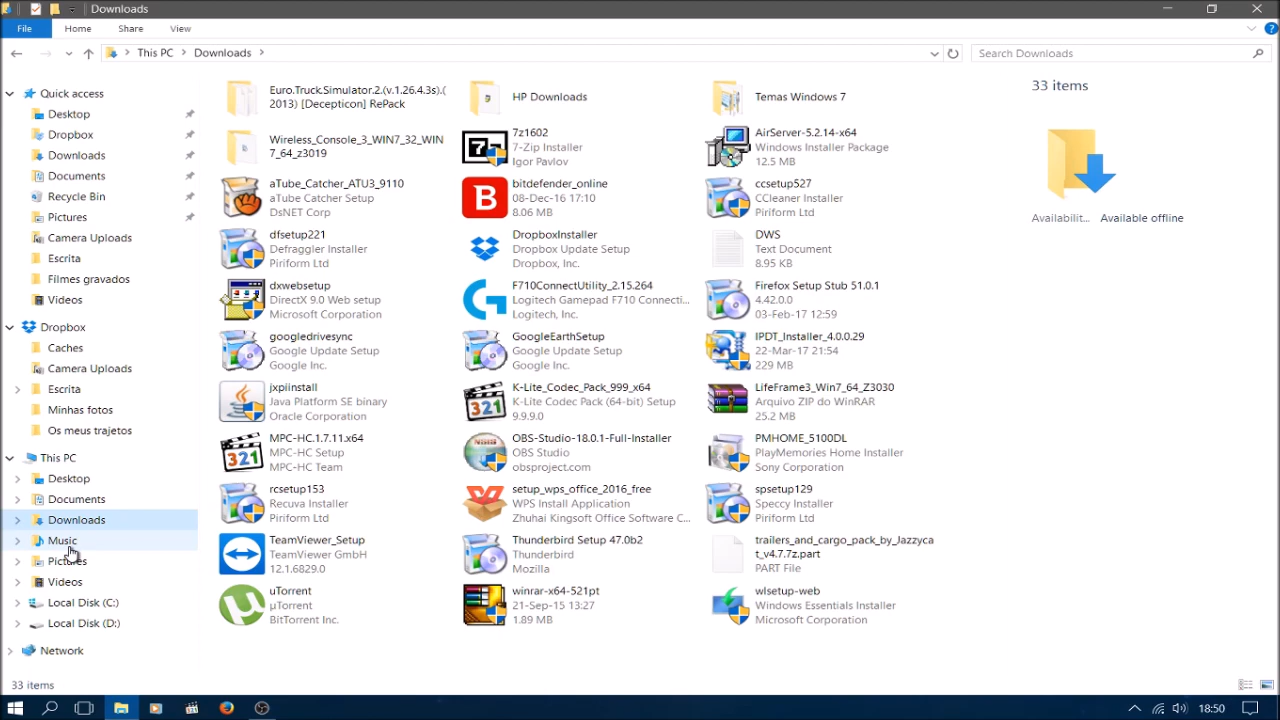 Downloads
File Home Share View
This PC > Downloads >
Search Downloads
Quick access
Desktop
Dropbox
Downloads
Documents
Recycle Bin
Pictures
Camera Uploads
Escrita
Filmes gravados
Videos
Dropbox
Caches
Camera Uploads
Escrita
Minhas fotos
Os meus trajetos
This PC
Desktop
Documents
Downloads
Music
Pictures
Videos
Local Disk (C:)
Local Disk (D:)
Network
Euro.Truck.Simulator.2.(v.1.26.4.3s).(
2013) [Decepticon] RePack
HP Downloads
Temas Windows 7
Wireless_Console_3_WIN7_32_WIN
7_64_z3019
7z1602
7-Zip Installer
Igor Pavlov
AirServer-5.2.14-x64
Windows Installer Package
12.5 MB
aTube_Catcher_ATU3_9110
aTube Catcher Setup
DsNET Corp
bitdefender_online
08-Dec-16 17:10
8.06 MB
ccsetup527
CCleaner Installer
Piriform Ltd
dfsetup221
Defraggler Installer
Piriform Ltd
DropboxInstaller
Dropbox Update Setup
Dropbox, Inc.
DWS
Text Document
8.95 KB
dxwebsetup
DirectX 9.0 Web setup
Microsoft Corporation
F710ConnectUtility_2.15.264
Logitech Gamepad F710 Connecti...
Logitech, Inc.
Firefox Setup Stub 51.0.1
4.42.0.0
03-Feb-17 12:59
googledrivesync
Google Update Setup
Google Inc.
GoogleEarthSetup
Google Update Setup
Google Inc.
IPDT_Installer_4.0.0.29
22-Mar-17 21:54
229 MB
jxpiinstall
Java Platform SE binary
Oracle Corporation
K-Lite_Codec_Pack_999_x64
K-Lite Codec Pack (64-bit) Setup
9.9.9.0
LifeFrame3_Win7_64_Z3030
Arquivo ZIP do WinRAR
25.2 MB
MPC-HC.1.7.11.x64
MPC-HC Setup
MPC-HC Team
OBS-Studio-18.0.1-Full-Installer
OBS Studio
obsproject.com
PMHOME_5100DL
PlayMemories Home Installer
Sony Corporation
rcsetup153
Recuva Installer
Piriform Ltd
setup_wps_office_2016_free
WPS Install Application
Zhuhai Kingsoft Office Software C...
spsetup129
Speccy Installer
Piriform Ltd
TeamViewer_Setup
TeamViewer GmbH
12.1.6829.0
Thunderbird Setup 47.0b2
Thunderbird
Mozilla
trailers_and_cargo_pack_by_Jazzyca
t_v4.7.7z.part
PART File
uTorrent
µTorrent
BitTorrent Inc.
winrar-x64-521pt
21-Sep-15 13:27
1.89 MB
wlsetup-web
Windows Essentials Installer
Microsoft Corporation
33 items
Availabilit... Available offline
33 items
18:50